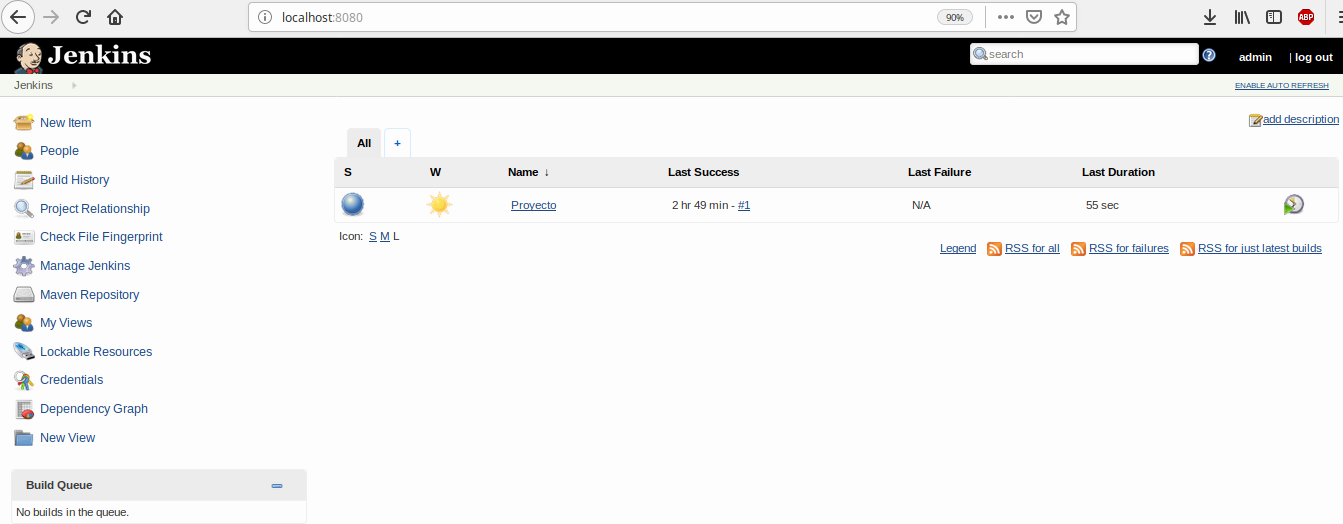 localhost:8080
90%
ABP
Jenkins
search
?
admin
| log out
Jenkins
ENABLE AUTO REFRESH
New Item
People
Build History
Project Relationship
Check File Fingerprint
Manage Jenkins
Maven Repository
My Views
Lockable Resources
Credentials
Dependency Graph
New View
Build Queue
No builds in the queue.
add description
All +
S W Name ↓ Last Success Last Failure Last Duration
Proyecto 2 hr 49 min - #1 N/A 55 sec
Icon: S M L
Legend RSS for all RSS for failures RSS for just latest builds